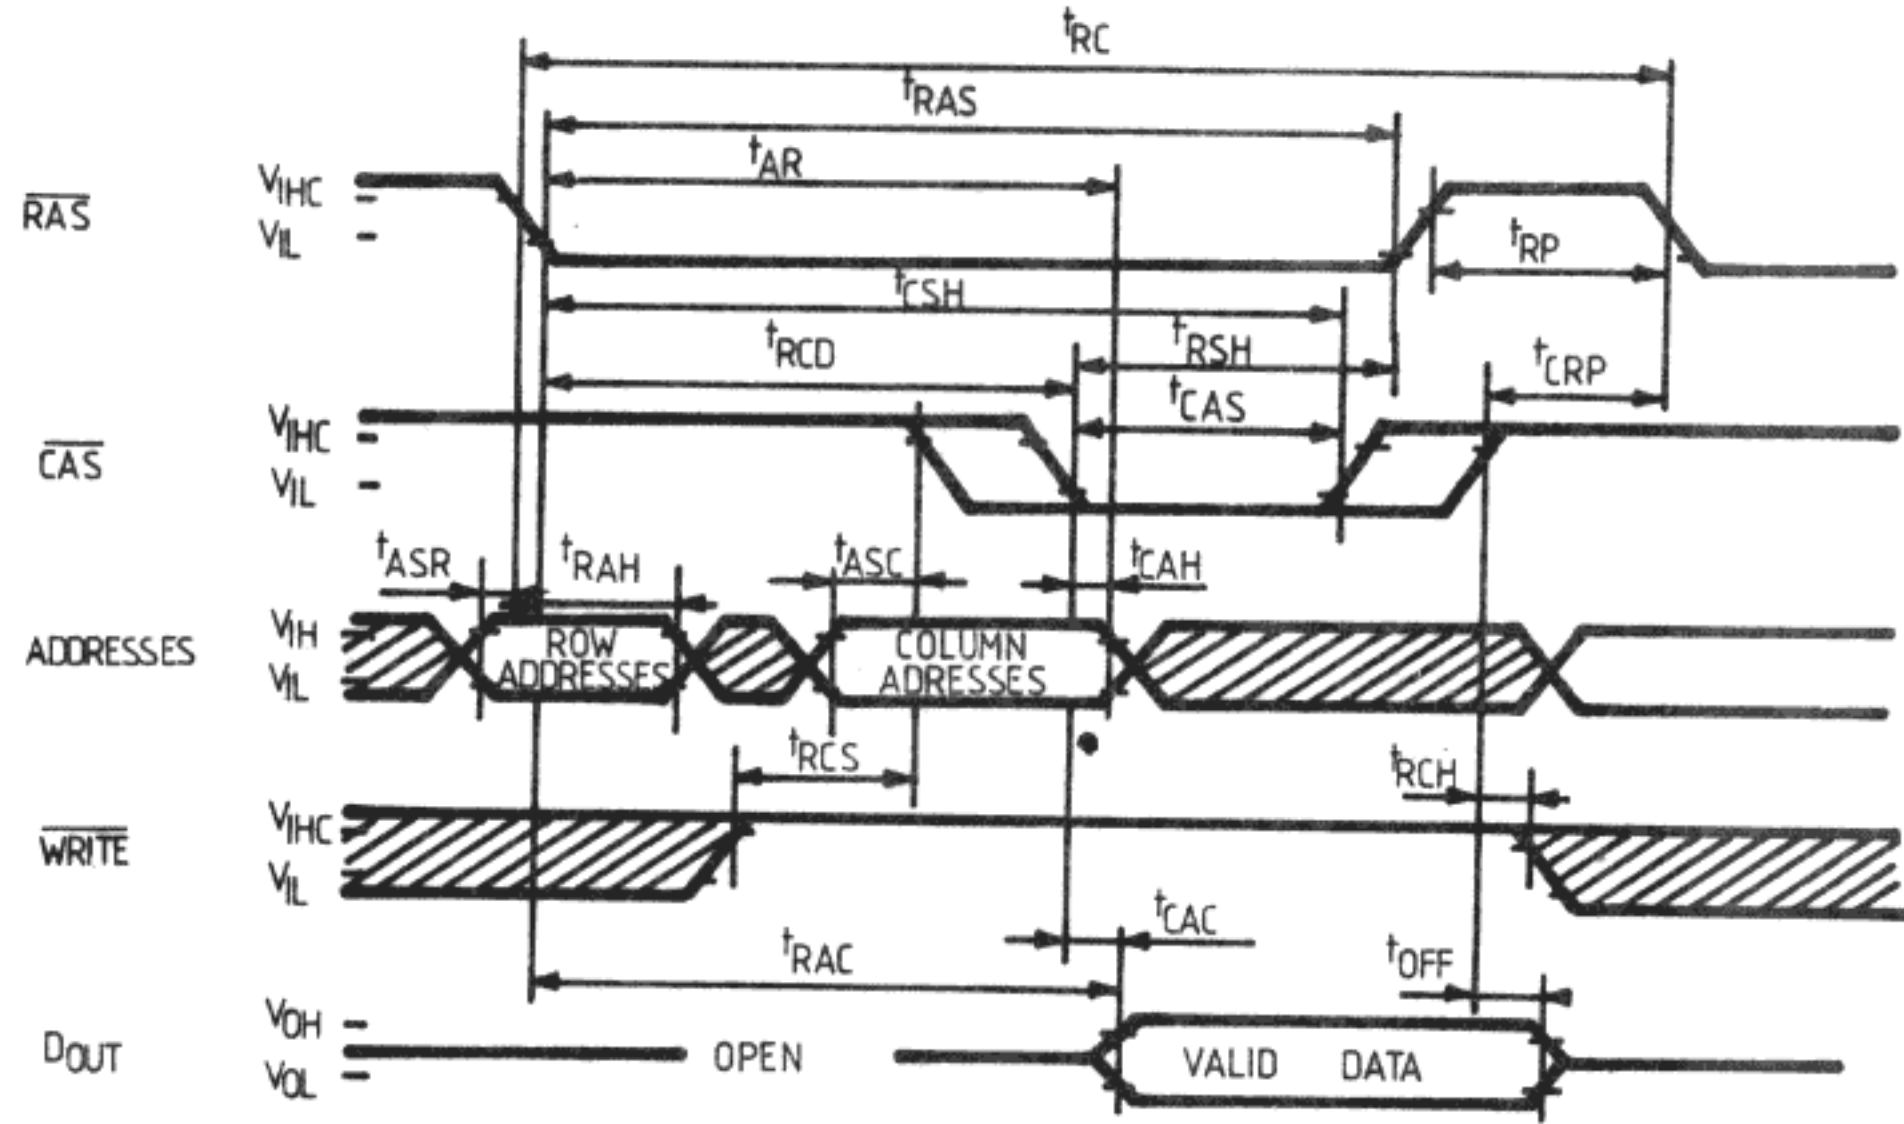 tRC
tRAS
tAR
RAS
VIHC
VIL
tRP
tCSH
tRCD
tRSH
tCRP
tCAS
CAS
VIHC
VIL
tASR
tRAH
tASC
tCAH
ADDRESSES
VIH
VIL
ROW
ADDRESSES
COLUMN
ADRESSES
tRCS
tRCH
WRITE
VIHC
VIL
tCAC
tRAC
tOFF
DOUT
VOH
VOL
OPEN
VALID DATA